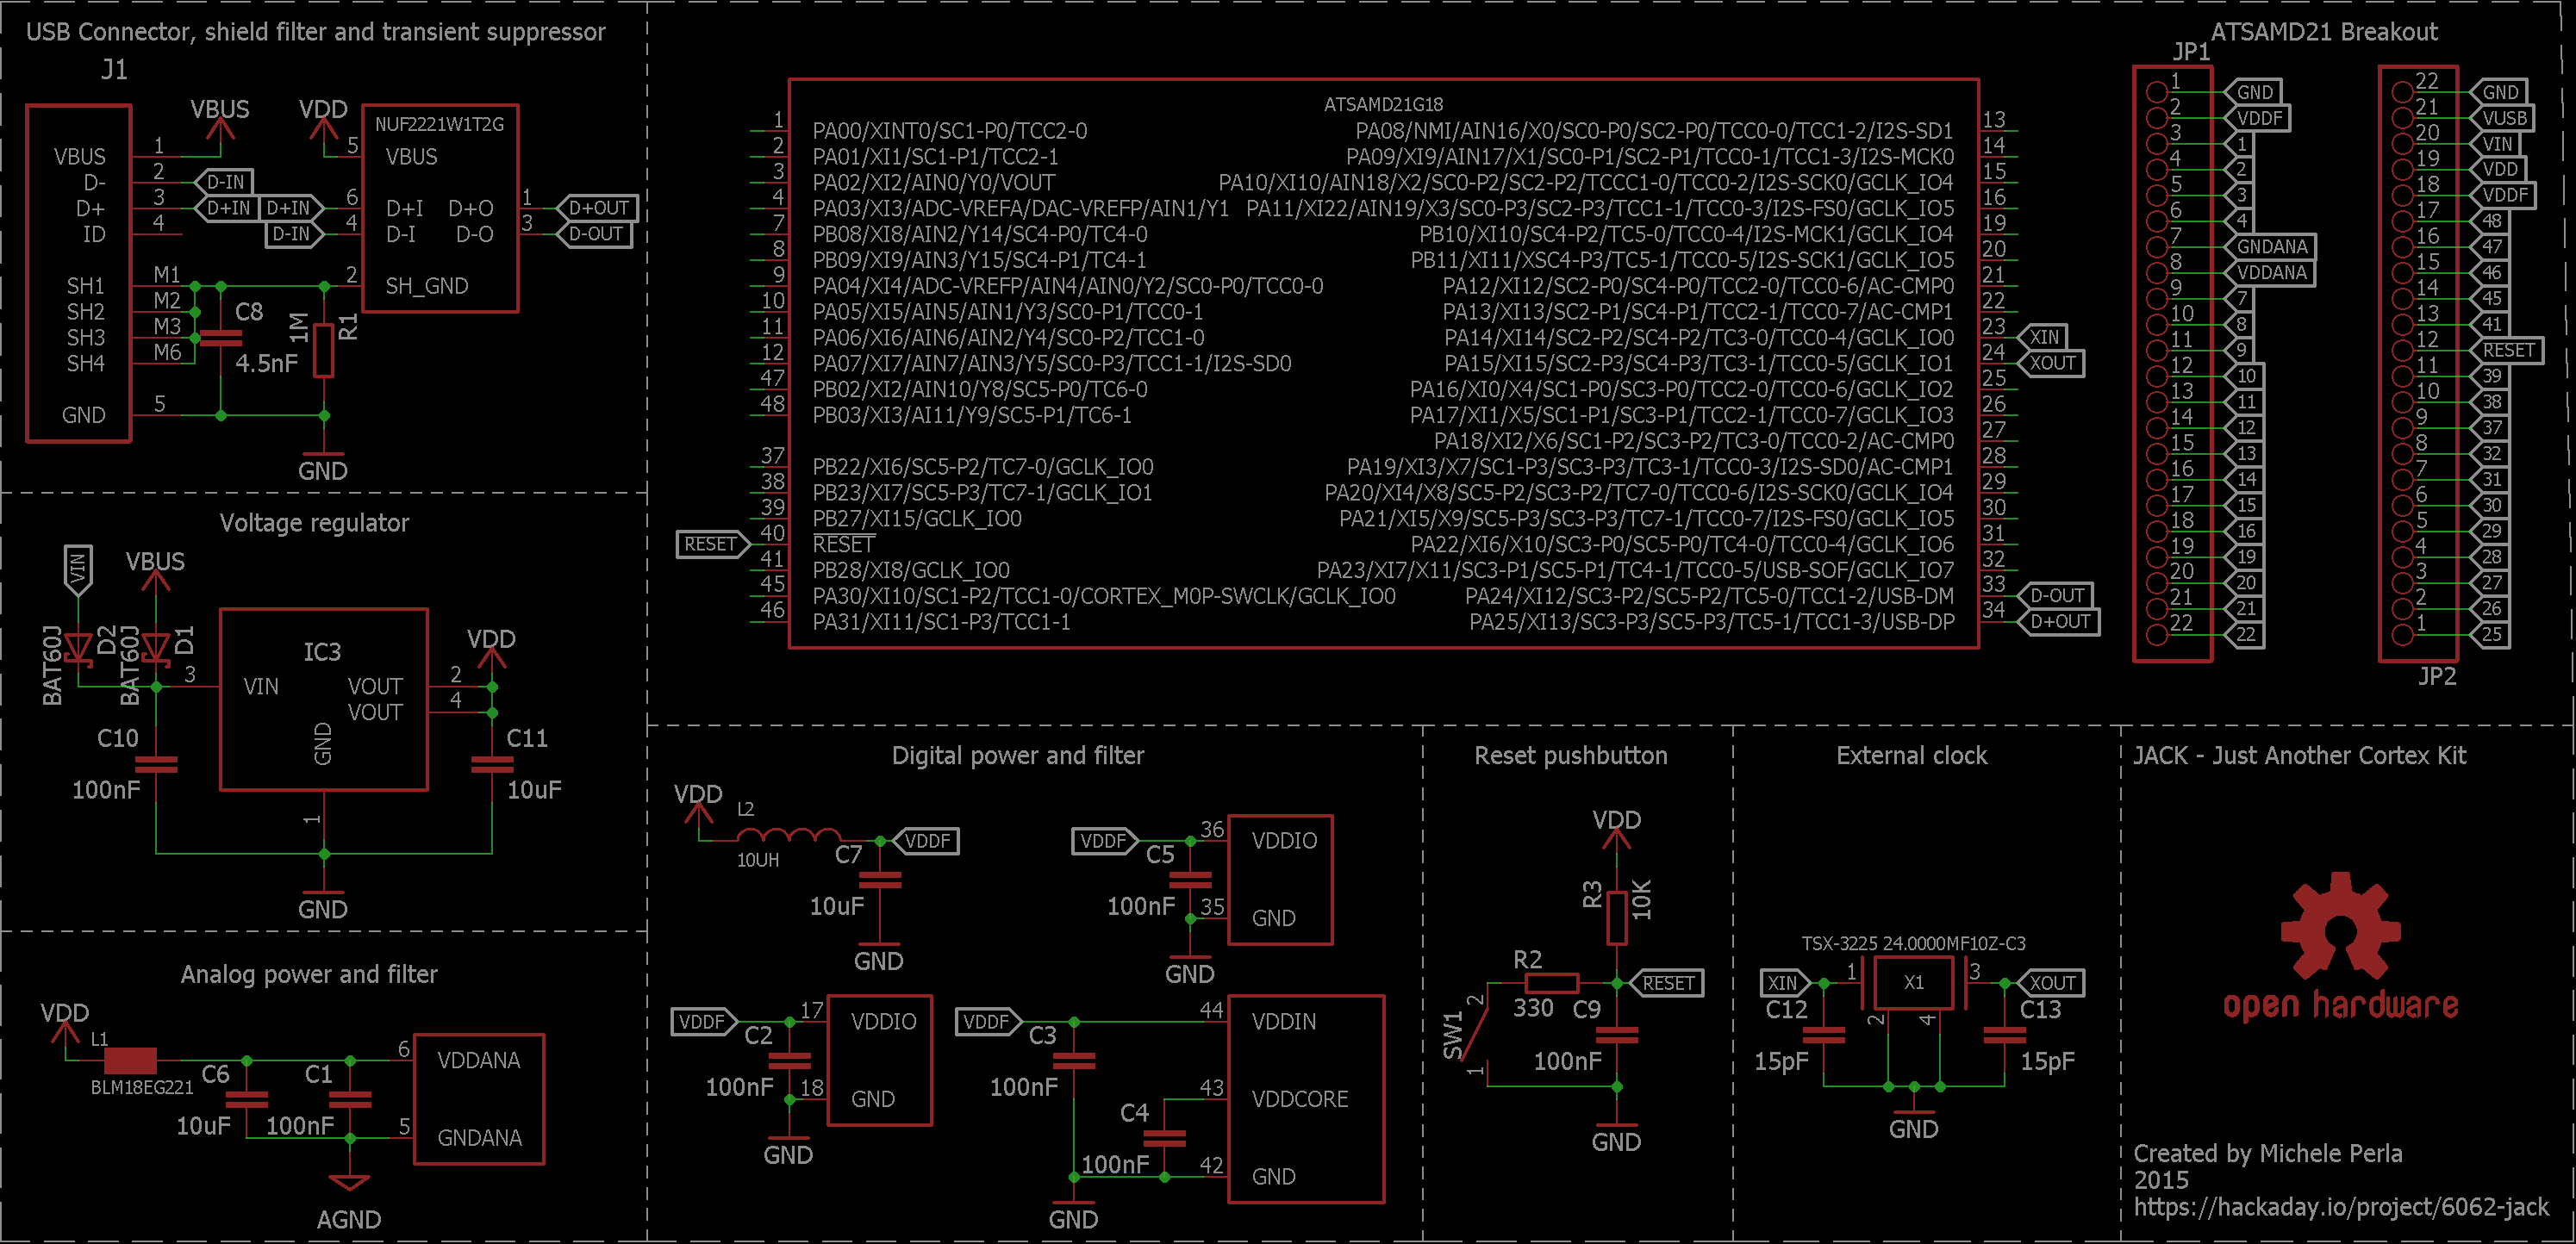 USB Connector, shield filter and transient suppressor
J1
VBUS
VDD
NUF2221W1T2G
VBUS 1
D- 2 D-IN
D+ 3 D+IN
ID 4
5 VBUS
D+IN 6 D+I D+O 1 D+OUT
D-IN 4 D-I D-O 3 D-OUT
2 SH_GND
SH1 M1
SH2 M2
SH3 M3
SH4 M6
GND 5
C8
4.5nF
1M
R1
GND
Voltage regulator
VIN
VBUS
BAT60J
D2
BAT60J
D1
IC3
VDD
3 VIN VOUT 2
VOUT 4
GND
1
C10
100nF
C11
10uF
GND
Analog power and filter
VDD
L1
BLM18EG221
C6
10uF
C1
100nF
6 VDDANA
5 GNDANA
AGND
ATSAMD21G18
1 PA00/XINT0/SC1-P0/TCC2-0
2 PA01/XI1/SC1-P1/TCC2-1
3 PA02/XI2/AIN0/Y0/VOUT
4 PA03/XI3/ADC-VREFA/DAC-VREFP/AIN1/Y1
7 PB08/XI8/AIN2/Y14/SC4-P0/TC4-0
8 PB09/XI9/AIN3/Y15/SC4-P1/TC4-1
9 PA04/XI4/ADC-VREFP/AIN4/AIN0/Y2/SC0-P0/TCC0-0
10 PA05/XI5/AIN5/AIN1/Y3/SC0-P1/TCC0-1
11 PA06/XI6/AIN6/AIN2/Y4/SC0-P2/TCC1-0
12 PA07/XI7/AIN7/AIN3/Y5/SC0-P3/TCC1-1/I2S-SD0
47 PB02/XI2/AIN10/Y8/SC5-P0/TC6-0
48 PB03/XI3/AI11/Y9/SC5-P1/TC6-1
37 PB22/XI6/SC5-P2/TC7-0/GCLK_IO0
38 PB23/XI7/SC5-P3/TC7-1/GCLK_IO1
39 PB27/XI15/GCLK_IO0
RESET 40 RESET
41 PB28/XI8/GCLK_IO0
45 PA30/XI10/SC1-P2/TCC1-0/CORTEX_M0P-SWCLK/GCLK_IO0
46 PA31/XI11/SC1-P3/TCC1-1
PA08/NMI/AIN16/X0/SC0-P0/SC2-P0/TCC0-0/TCC1-2/I2S-SD1 13
PA09/XI9/AIN17/X1/SC0-P1/SC2-P1/TCC0-1/TCC1-3/I2S-MCK0 14
PA10/XI10/AIN18/X2/SC0-P2/SC2-P2/TCCC1-0/TCC0-2/I2S-SCK0/GCLK_IO4 15
PA11/XI22/AIN19/X3/SC0-P3/SC2-P3/TCC1-1/TCC0-3/I2S-FS0/GCLK_IO5 16
PB10/XI10/SC4-P2/TC5-0/TCC0-4/I2S-MCK1/GCLK_IO4 19
PB11/XI11/XSC4-P3/TC5-1/TCC0-5/I2S-SCK1/GCLK_IO5 20
PA12/XI12/SC2-P0/SC4-P0/TCC2-0/TCC0-6/AC-CMP0 21
PA13/XI13/SC2-P1/SC4-P1/TCC2-1/TCC0-7/AC-CMP1 22
PA14/XI14/SC2-P2/SC4-P2/TC3-0/TCC0-4/GCLK_IO0 23 XIN
PA15/XI15/SC2-P3/SC4-P3/TC3-1/TCC0-5/GCLK_IO1 24 XOUT
PA16/XI0/X4/SC1-P0/SC3-P0/TCC2-0/TCC0-6/GCLK_IO2 25
PA17/XI1/X5/SC1-P1/SC3-P1/TCC2-1/TCC0-7/GCLK_IO3 26
PA18/XI2/X6/SC1-P2/SC3-P2/TC3-0/TCC0-2/AC-CMP0 27
PA19/XI3/X7/SC1-P3/SC3-P3/TC3-1/TCC0-3/I2S-SD0/AC-CMP1 28
PA20/XI4/X8/SC5-P2/SC3-P2/TC7-0/TCC0-6/I2S-SCK0/GCLK_IO4 29
PA21/XI5/X9/SC5-P3/SC3-P3/TC7-1/TCC0-7/I2S-FS0/GCLK_IO5 30
PA22/XI6/X10/SC3-P0/SC5-P0/TC4-0/TCC0-4/GCLK_IO6 31
PA23/XI7/X11/SC3-P1/SC5-P1/TC4-1/TCC0-5/USB-SOF/GCLK_IO7 32
PA24/XI12/SC3-P2/SC5-P2/TC5-0/TCC1-2/USB-DM 33 D-OUT
PA25/XI13/SC3-P3/SC5-P3/TC5-1/TCC1-3/USB-DP 34 D+OUT
ATSAMD21 Breakout
JP1
1 GND
2 VDDF
3 1
4 2
5 3
6 4
7 GNDANA
8 VDDANA
9 7
10 8
11 9
12 10
13 11
14 12
15 13
16 14
17 15
18 16
19 19
20 20
21 21
22 22
22 GND
21 VUSB
20 VIN
19 VDD
18 VDDF
17 48
16 47
15 46
14 45
13 41
12 RESET
11 39
10 38
9 37
8 32
7 31
6 30
5 29
4 28
3 27
2 26
1 25
JP2
Digital power and filter
VDD
L2
10UH
C7
10uF
VDDF
GND
VDDF
C5
100nF
36 VDDIO
35 GND
GND
VDDF
C2
100nF
17 VDDIO
18 GND
GND
VDDF
C3
100nF
44 VDDIN
43 VDDCORE
C4
100nF
42 GND
GND
Reset pushbutton
VDD
R3
10K
R2
330
RESET
C9
100nF
SW1
2
1
GND
External clock
TSX-3225 24.0000MF10Z-C3
XIN 1 X1 3 XOUT
2
4
C12
15pF
C13
15pF
GND
JACK - Just Another Cortex Kit
open hardware
Created by Michele Perla
2015
https://hackaday.io/project/6062-jack